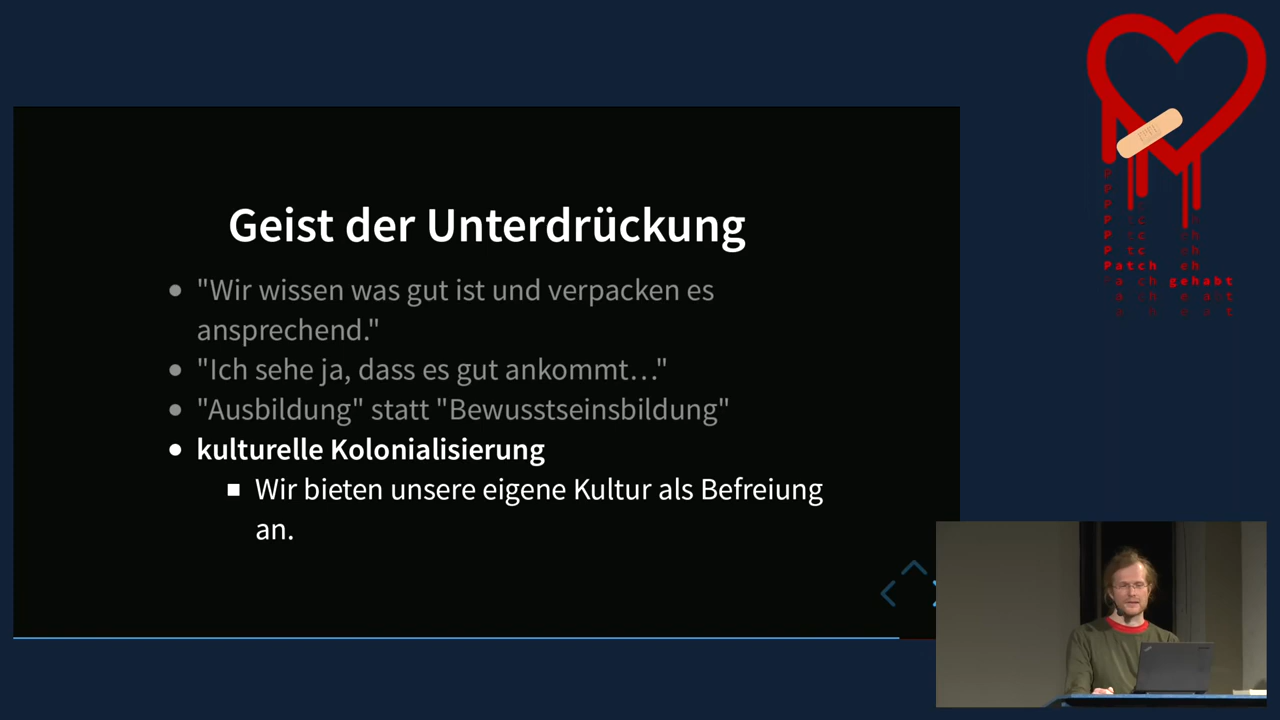 Geist der Unterdrückung
"Wir wissen was gut ist und verpacken es
ansprechend."
"Ich sehe ja, dass es gut ankommt…"
"Ausbildung" statt "Bewusstseinsbildung"
kulturelle Kolonialisierung
Wir bieten unsere eigene Kultur als Befreiung
an.
Patch gehabt